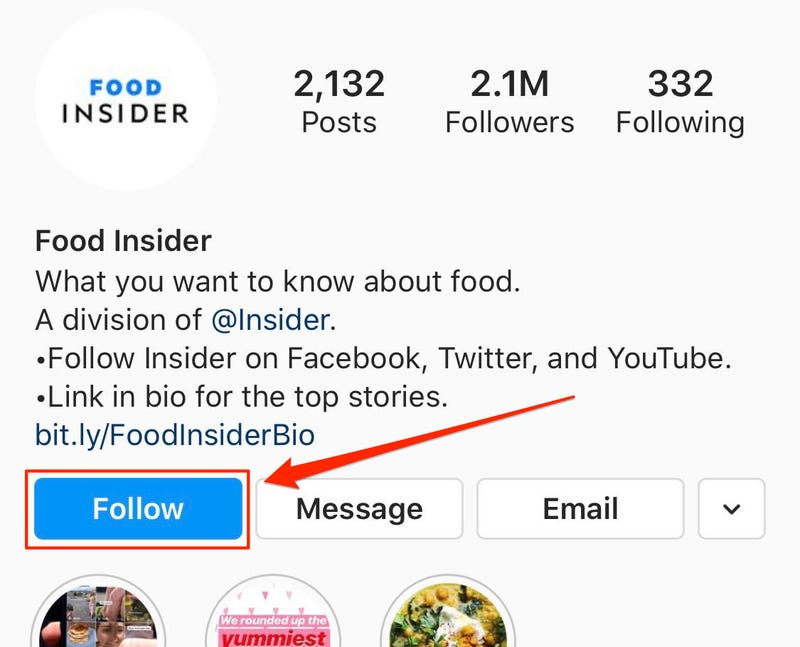 FOOD
INSIDER
2,132
Posts
2.1M
Followers
332
Following
Food Insider
What you want to know about food.
A division of @Insider.
•Follow Insider on Facebook, Twitter, and YouTube.
•Link in bio for the top stories.
bit.ly/FoodInsiderBio
Follow
Message
Email
We rounded up the
yummiest